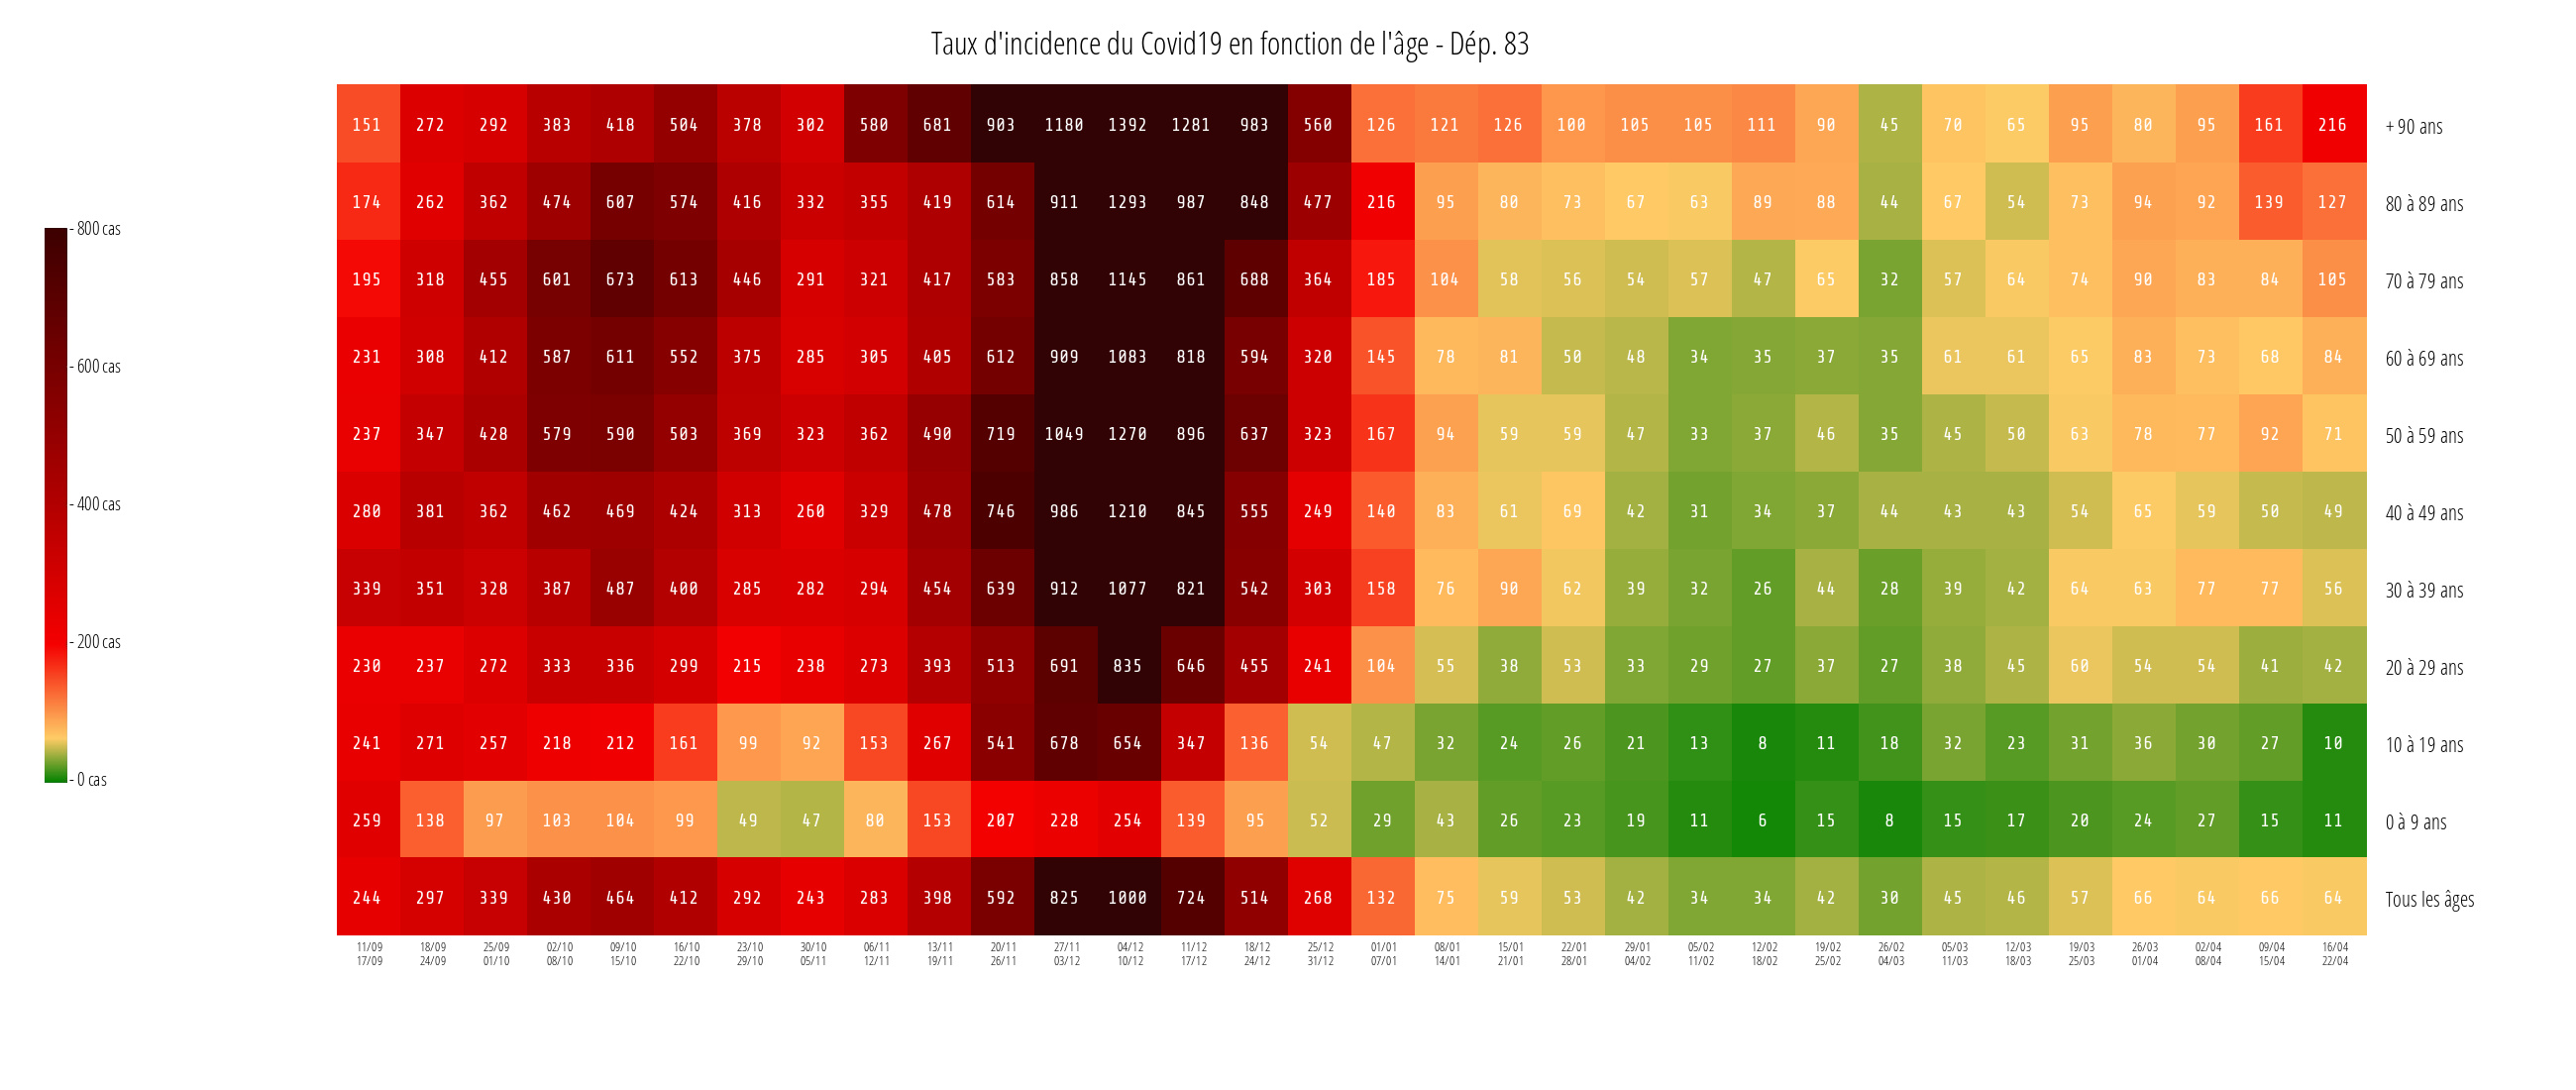 Taux d'incidence du Covid19 en fonction de l'âge - Dép. 83
- 800 cas
- 600 cas
- 400 cas
- 200 cas
- 0 cas
151 272 292 383 418 504 378 302 580 681 903 1180 1392 1281 983 560 126 121 126 100 105 105 111 90 45 70 65 95 80 95 161 216 + 90 ans
174 262 362 474 607 574 416 332 355 419 614 911 1293 987 848 477 216 95 80 73 67 63 89 88 44 67 54 73 94 92 139 127 80 à 89 ans
195 318 455 601 673 613 446 291 321 417 583 858 1145 861 688 364 185 104 58 56 54 57 47 65 32 57 64 74 90 83 84 105 70 à 79 ans
231 308 412 587 611 552 375 285 305 405 612 909 1083 818 594 320 145 78 81 50 48 34 35 37 35 61 61 65 83 73 68 84 60 à 69 ans
237 347 428 579 590 503 369 323 362 490 719 1049 1270 896 637 323 167 94 59 59 47 33 37 46 35 45 50 63 78 77 92 71 50 à 59 ans
280 381 362 462 469 424 313 260 329 478 746 986 1210 845 555 249 140 83 61 69 42 31 34 37 44 43 43 54 65 59 50 49 40 à 49 ans
339 351 328 387 487 400 285 282 294 454 639 912 1077 821 542 303 158 76 90 62 39 32 26 44 28 39 42 64 63 77 77 56 30 à 39 ans
230 237 272 333 336 299 215 238 273 393 513 691 835 646 455 241 104 55 38 53 33 29 27 37 27 38 45 60 54 54 41 42 20 à 29 ans
241 271 257 218 212 161 99 92 153 267 541 678 654 347 136 54 47 32 24 26 21 13 8 11 18 32 23 31 36 30 27 10 10 à 19 ans
259 138 97 103 104 99 49 47 80 153 207 228 254 139 95 52 29 43 26 23 19 11 6 15 8 15 17 20 24 27 15 11 0 à 9 ans
244 297 339 430 464 412 292 243 283 398 592 825 1000 724 514 268 132 75 59 53 42 34 34 42 30 45 46 57 66 64 66 64 Tous les âges
11/09 18/09 25/09 02/10 09/10 16/10 23/10 30/10 06/11 13/11 20/11 27/11 04/12 11/12 18/12 25/12 01/01 08/01 15/01 22/01 29/01 05/02 12/02 19/02 26/02 05/03 12/03 19/03 26/03 02/04 09/04 16/04
17/09 24/09 01/10 08/10 15/10 22/10 29/10 05/11 12/11 19/11 26/11 03/12 10/12 17/12 24/12 31/12 07/01 14/01 21/01 28/01 04/02 11/02 18/02 25/02 04/03 11/03 18/03 25/03 01/04 08/04 15/04 22/04